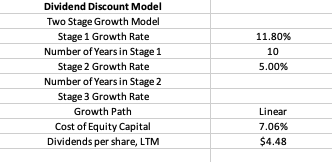 Dividend Discount Model
Two Stage Growth Model
Stage 1 Growth Rate 11.80%
Number of Years in Stage 1 10
Stage 2 Growth Rate 5.00%
Number of Years in Stage 2
Stage 3 Growth Rate
Growth Path Linear
Cost of Equity Capital 7.06%
Dividends per share, LTM $4.48